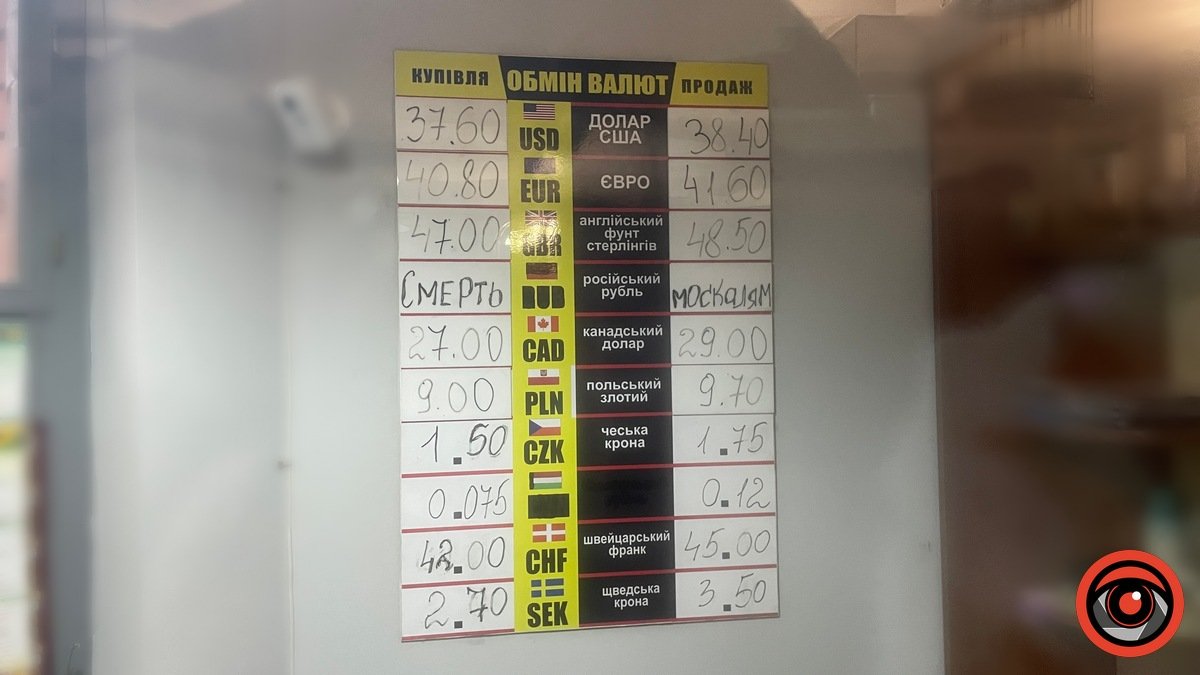 КУПІВЛЯ ОБМІН ВАЛЮТ ПРОДАЖ
37.60 USD ДОЛАР США 38.40
40.80 EUR ЄВРО 41.60
47.00 GBR англійський фунт стерлінгів 48.50
Смерть RUB російський рубль москалям
27.00 CAD канадський долар 29.00
9.00 PLN польський злотий 9.70
1.50 CZK чеська крона 1.75
0.075 0.12
42.00 CHF швейцарський франк 45.00
2.70 SEK щведська крона 3.50